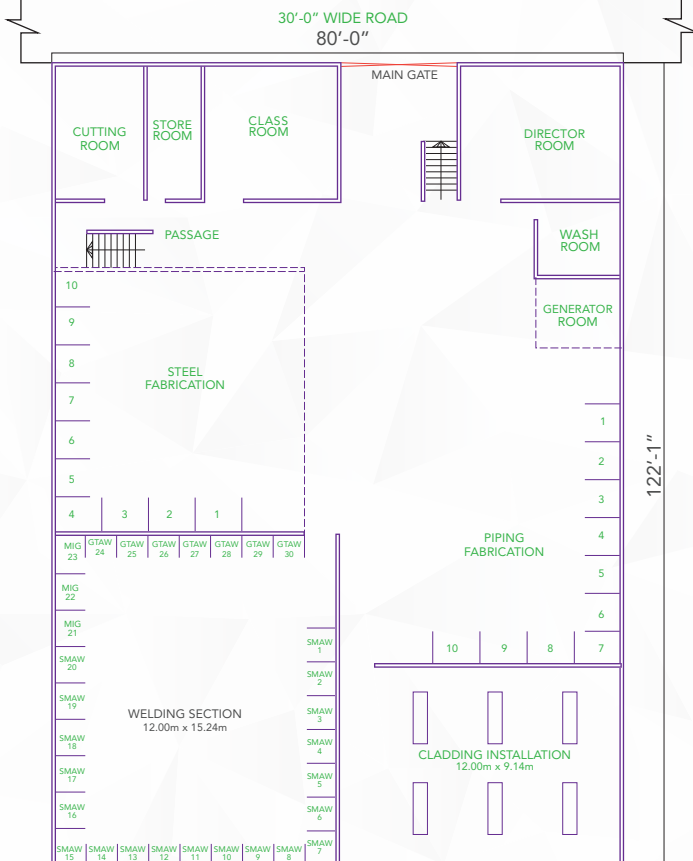 30'-0" WIDE ROAD
80'-0"
MAIN GATE
CUTTING
ROOM
STORE
ROOM
CLASS
ROOM
DIRECTOR
ROOM
PASSAGE
WASH
ROOM
GENERATOR
ROOM
10
9
8
7
6
5
4
3
2
1
STEEL
FABRICATION
1
2
3
4
5
6
7
8
9
10
PIPING
FABRICATION
122'-1"
MIG
23
GTAW
24
GTAW
25
GTAW
26
GTAW
27
GTAW
28
GTAW
29
GTAW
30
MIG
22
MIG
21
SMAW
20
SMAW
19
SMAW
18
SMAW
17
SMAW
16
SMAW
15
SMAW
14
SMAW
13
SMAW
12
SMAW
11
SMAW
10
SMAW
9
SMAW
8
SMAW
7
SMAW
6
SMAW
5
SMAW
4
SMAW
3
SMAW
2
SMAW
1
WELDING SECTION
12.00m x 15.24m
CLADDING INSTALLATION
12.00m x 9.14m